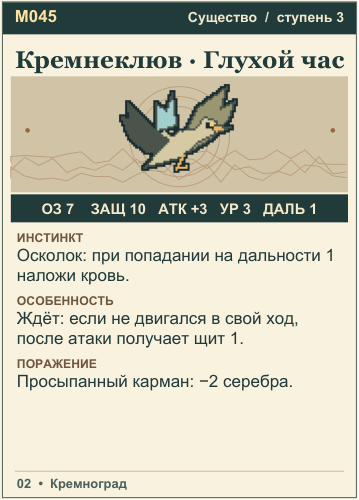 M045
Существо / ступень 3
Кремнеклюв · Глухой час
ОЗ 7 ЗАЩ 10 АТК +3 УР 3 ДАЛЬ 1
ИНСТИНКТ
Осколок: при попадании на дальности 1
наложи кровь.
ОСОБЕННОСТЬ
Ждёт: если не двигался в свой ход,
после атаки получает щит 1.
ПОРАЖЕНИЕ
Просыпанный карман: −2 серебра.
02 • Кремноград